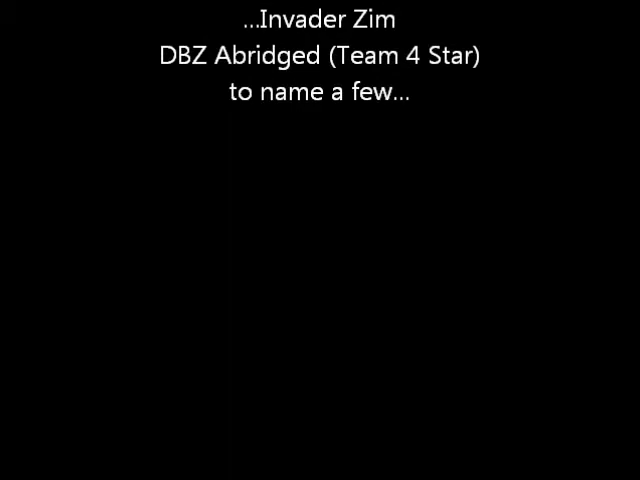 ...Invader Zim
DBZ Abridged (Team 4 Star)
to name a few...